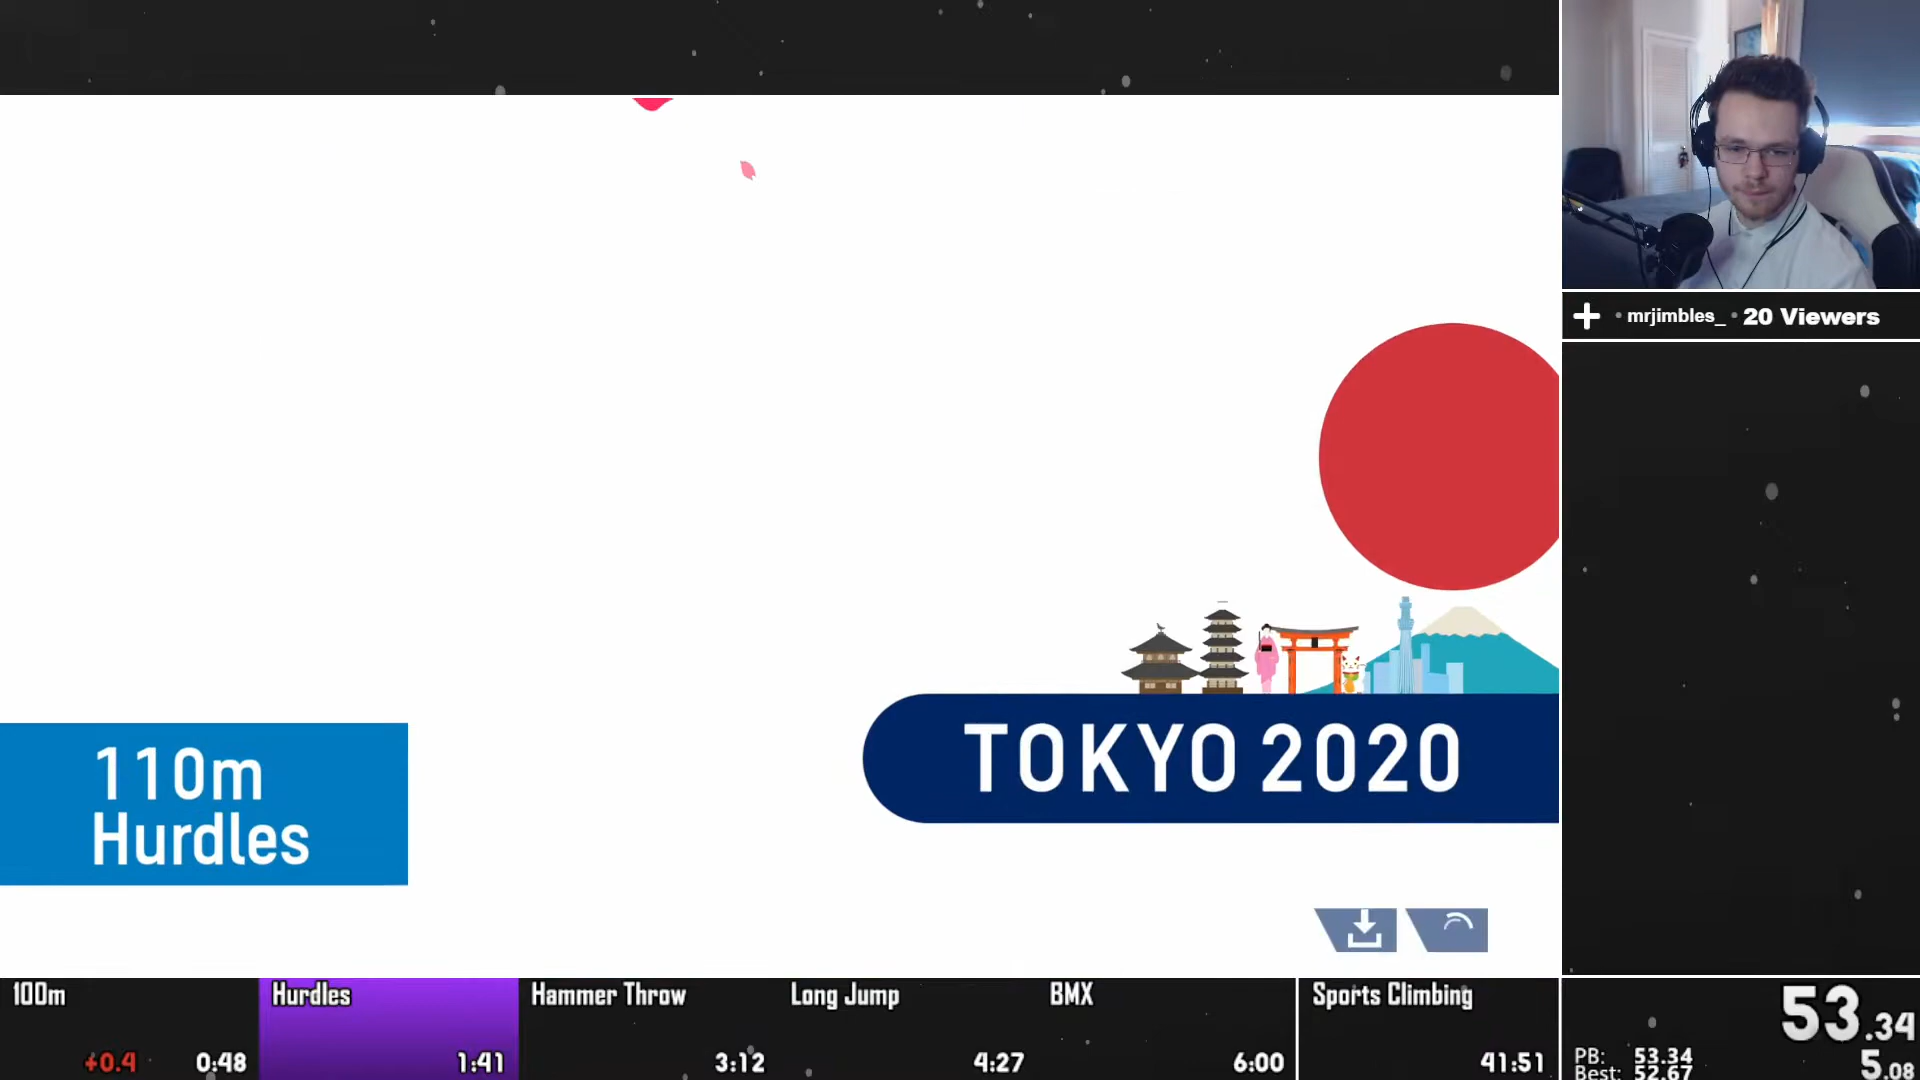 mrjimbles_ • 20 Viewers
TOKYO 2020
110m
Hurdles
100m
+0.4 0:48
Hurdles
1:41
Hammer Throw
3:12
Long Jump
4:27
BMX
6:00
Sports Climbing
41:51
53.34
PB: 53.34
Best: 52.67
5.08